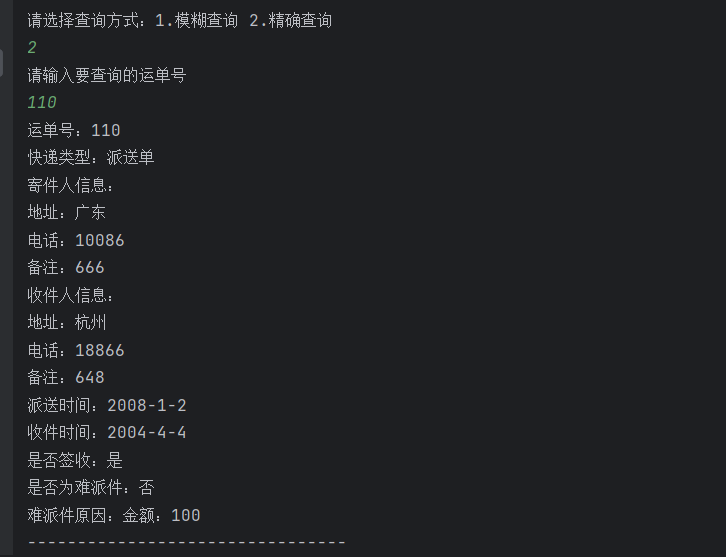 请选择查询方式：1.模糊查询 2.精确查询
2
请输入要查询的运单号
110
运单号：110
快递类型：派送单
寄件人信息：
地址：广东
电话：10086
备注：666
收件人信息：
地址：杭州
电话：18866
备注：648
派送时间：2008-1-2
收件时间：2004-4-4
是否签收：是
是否为难派件：否
难派件原因：金额：100
--------------------------------